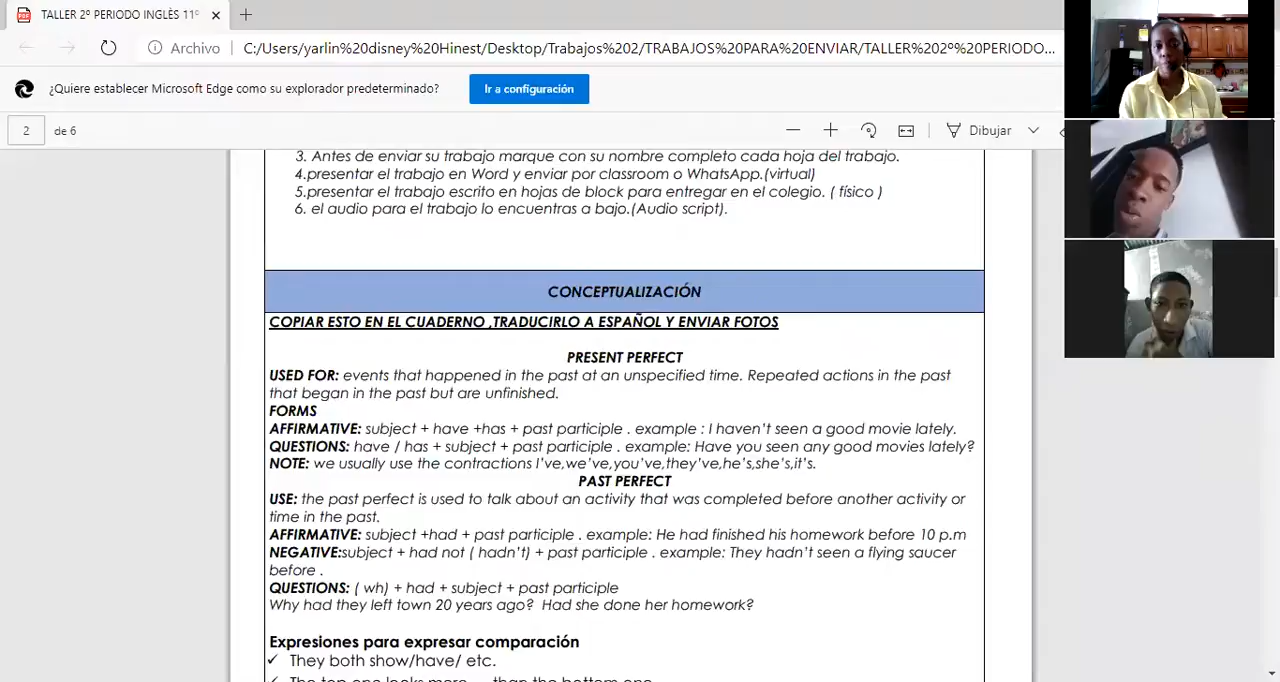 TALLER 2º PERIODO INGLÈS 11º
Archivo
C:/Users/yarlin%20disney%20Hinest/Desktop/Trabajos%202/TRABAJOS%20PARA%20ENVIAR/TALLER%202º%20PERIODO...
¿Quiere establecer Microsoft Edge como su explorador predeterminado?
Ir a configuración
2 de 6
Dibujar
3. Antes de enviar su trabajo marque con su nombre completo cada hoja del trabajo.
4.presentar el trabajo en Word y enviar por classroom o WhatsApp.(virtual)
5.presentar el trabajo escrito en hojas de block para entregar en el colegio. ( físico )
6. el audio para el trabajo lo encuentras a bajo.(Audio script).
CONCEPTUALIZACIÓN
COPIAR ESTO EN EL CUADERNO ,TRADUCIRLO A ESPAÑOL Y ENVIAR FOTOS
PRESENT PERFECT
USED FOR: events that happened in the past at an unspecified time. Repeated actions in the past
that began in the past but are unfinished.
FORMS
AFFIRMATIVE: subject + have +has + past participle . example : I haven't seen a good movie lately.
QUESTIONS: have / has + subject + past participle . example: Have you seen any good movies lately?
NOTE: we usually use the contractions I've,we've,you've,they've,he's,she's,it's.
PAST PERFECT
USE: the past perfect is used to talk about an activity that was completed before another activity or
time in the past.
AFFIRMATIVE: subject +had + past participle . example: He had finished his homework before 10 p.m
NEGATIVE:subject + had not ( hadn't) + past participle . example: They hadn't seen a flying saucer
before .
QUESTIONS: ( wh) + had + subject + past participle
Why had they left town 20 years ago?  Had she done her homework?
Expresiones para expresar comparación
✓ They both show/have/ etc.
✓ The top one looks more ... than the bottom one